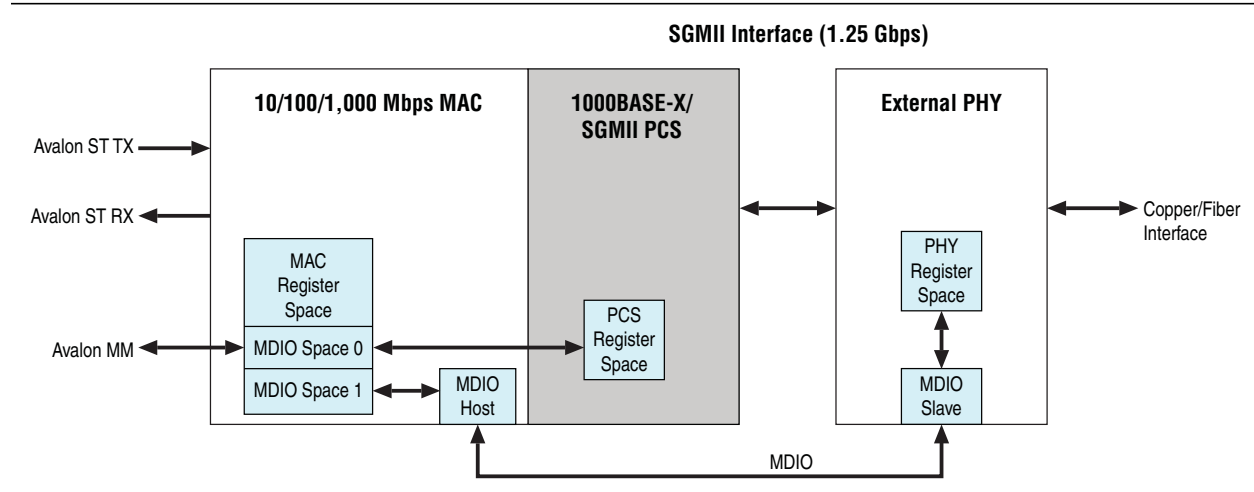 SGMII Interface (1.25 Gbps)
10/100/1,000 Mbps MAC
1000BASE-X/
SGMII PCS
External PHY
Avalon ST TX
Avalon ST RX
Copper/Fiber
Interface
MAC
Register
Space
PHY
Register
Space
PCS
Register
Space
Avalon MM
MDIO Space 0
MDIO Space 1
MDIO
Host
MDIO
Slave
MDIO